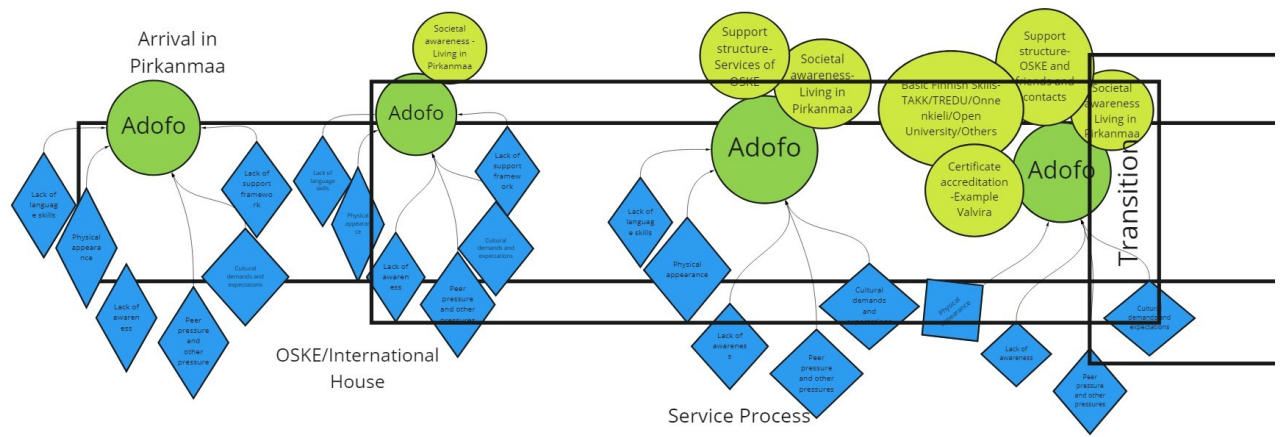 Arrival in
Pirkanmaa
Adofo
Lack of
languag
e skills
Physical
appeara
nce
Lack of
awaren
ess
Peer
pressure
and
other
pressure
Lack of
support
framewo
rk
Cultural
demands and
expectations
Societal
awareness -
Living in
Pirkanmaa
Adofo
Lack of
language
skills
Physical
appearan
ce
Lack of
awaren
ess
Peer
pressure
and other
pressures
Lack of
support
framewo
rk
Cultural
demands and
expectations
OSKE/International
House
Support
structure-
Services of
OSKE
Societal
awareness-
Living in
Pirkanmaa
Adofo
Lack of
language
skills
Physical
appearance
Lack of
awarenes
s
Peer
pressure
and other
pressures
Cultural
demands and
expectations
Service Process
Basic Finnish Skills-
TAKK/TREDU/Onne
nkieli/Open
University/Others
Support
structure-
OSKE and
friends and
contacts
Societal
awareness
Living in
Pirkanmaa
Certificate
accreditation
-Example
Valvira
Adofo
Physical
appearance
Lack of
awareness
Peer
pressure
and other
pressures
Cultural
demands and
expectations
Transition